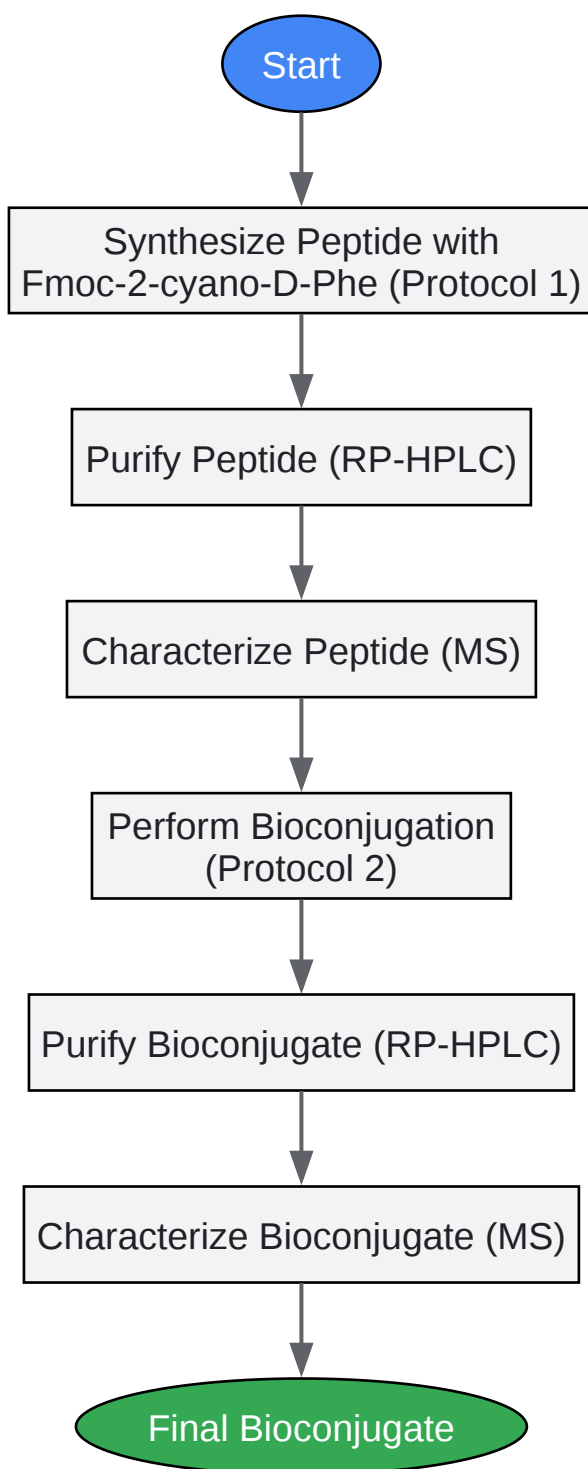 Start
Synthesize Peptide with
Fmoc-2-cyano-D-Phe (Protocol 1)
Purify Peptide (RP-HPLC)
Characterize Peptide (MS)
Perform Bioconjugation
(Protocol 2)
Purify Bioconjugate (RP-HPLC)
Characterize Bioconjugate (MS)
Final Bioconjugate